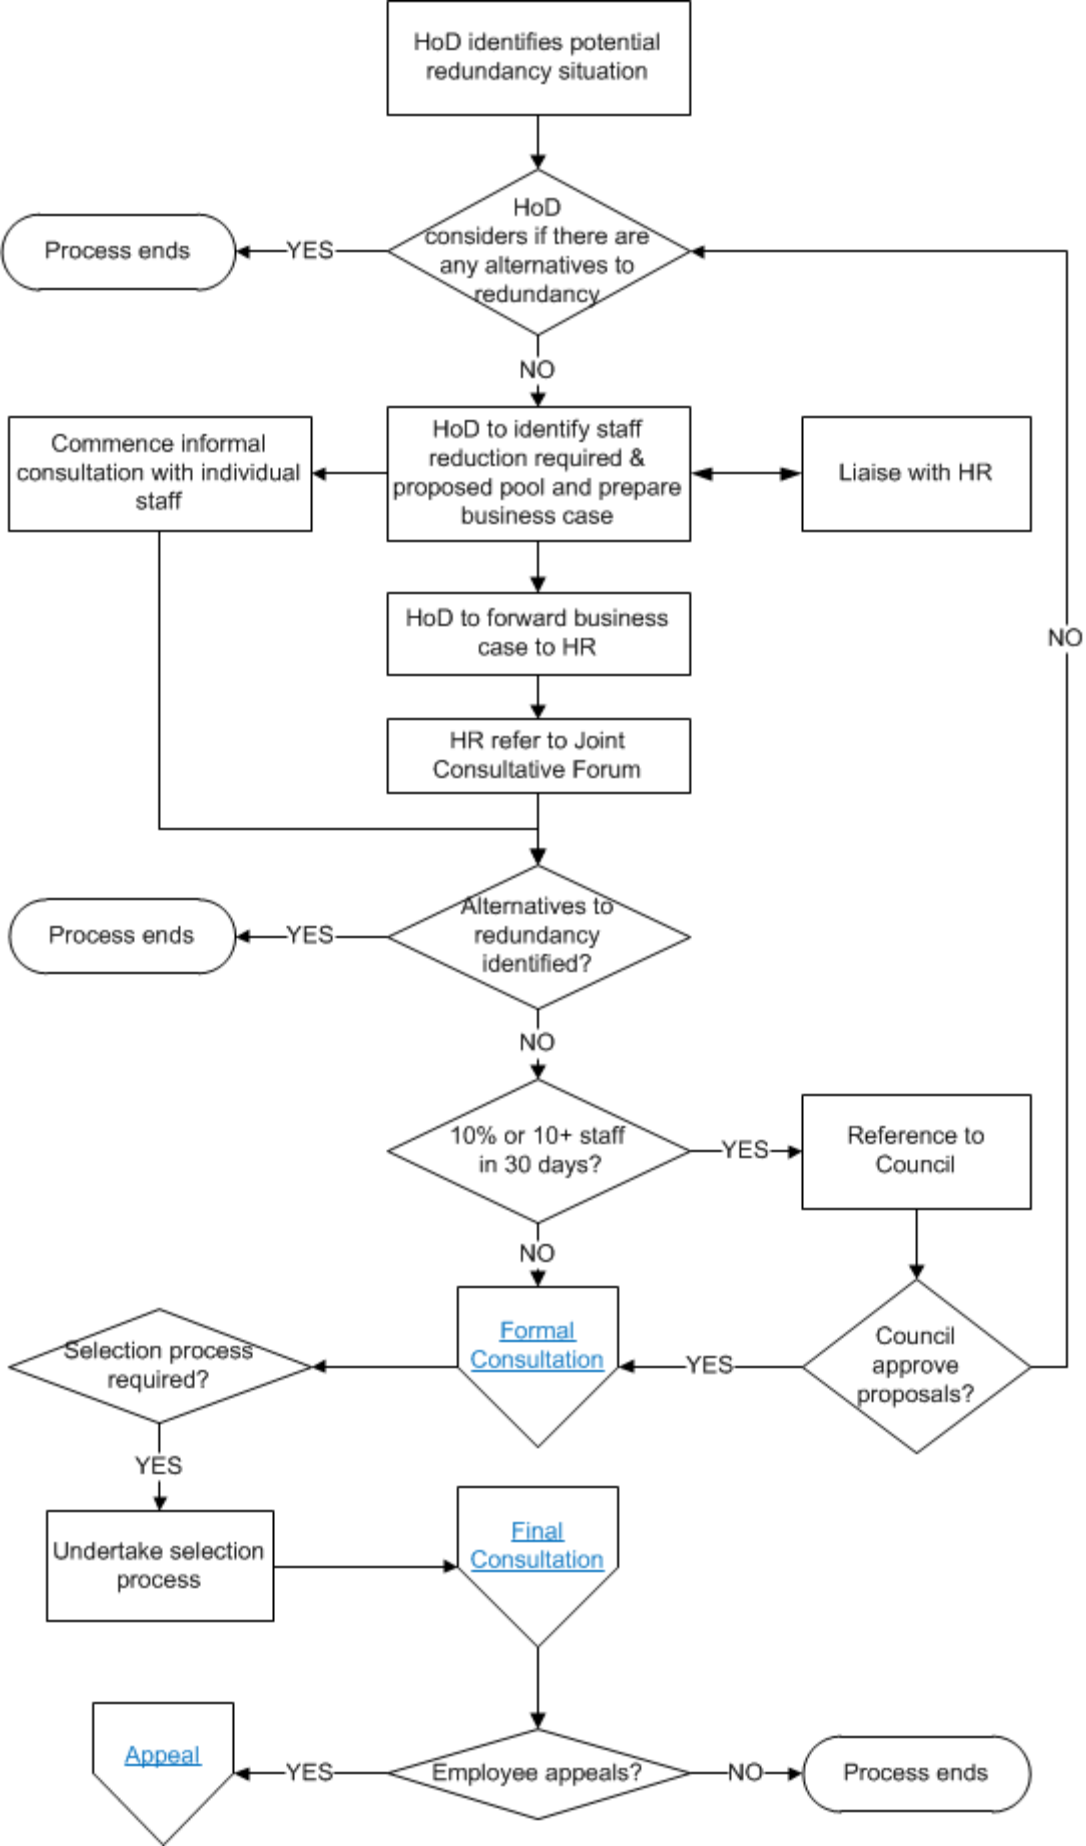 HoD identifies potential
redundancy situation
HoD
considers if there are
any alternatives to
redundancy
YES
Process ends
NO
Commence informal
consultation with individual
staff
HoD to identify staff
reduction required &
proposed pool and prepare
business case
Liaise with HR
HoD to forward business
case to HR
NO
HR refer to Joint
Consultative Forum
Alternatives to
redundancy
identified?
YES
Process ends
NO
10% or 10+ staff
in 30 days?
YES
Reference to
Council
NO
Formal
Consultation
YES
Council
approve
proposals?
Selection process
required?
YES
Undertake selection
process
Final
Consultation
Appeal
YES
Employee appeals?
NO
Process ends